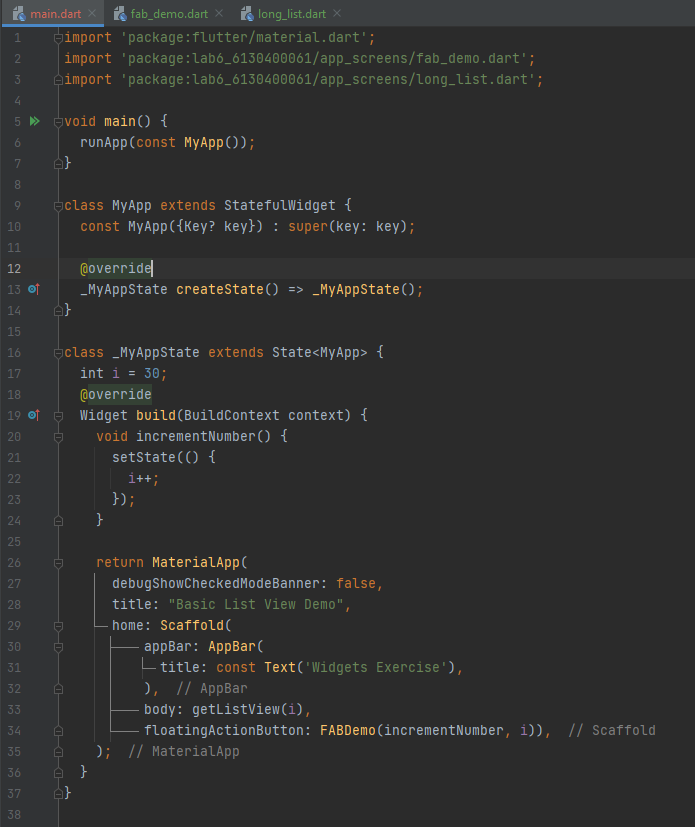 main.dart fab_demo.dart long_list.dart
1 import 'package:flutter/material.dart';
2 import 'package:lab6_6130400061/app_screens/fab_demo.dart';
3 import 'package:lab6_6130400061/app_screens/long_list.dart';
4
5 void main() {
6   runApp(const MyApp());
7 }
8
9 class MyApp extends StatefulWidget {
10   const MyApp({Key? key}) : super(key: key);
11
12   @override
13   _MyAppState createState() => _MyAppState();
14 }
15
16 class _MyAppState extends State<MyApp> {
17   int i = 30;
18   @override
19   Widget build(BuildContext context) {
20     void incrementNumber() {
21       setState(() {
22         i++;
23       });
24     }
25
26     return MaterialApp(
27       debugShowCheckedModeBanner: false,
28       title: "Basic List View Demo",
29       home: Scaffold(
30           appBar: AppBar(
31             title: const Text('Widgets Exercise'),
32           ),  // AppBar
33           body: getListView(i),
34           floatingActionButton: FABDemo(incrementNumber, i)),  // Scaffold
35     );  // MaterialApp
36   }
37 }
38